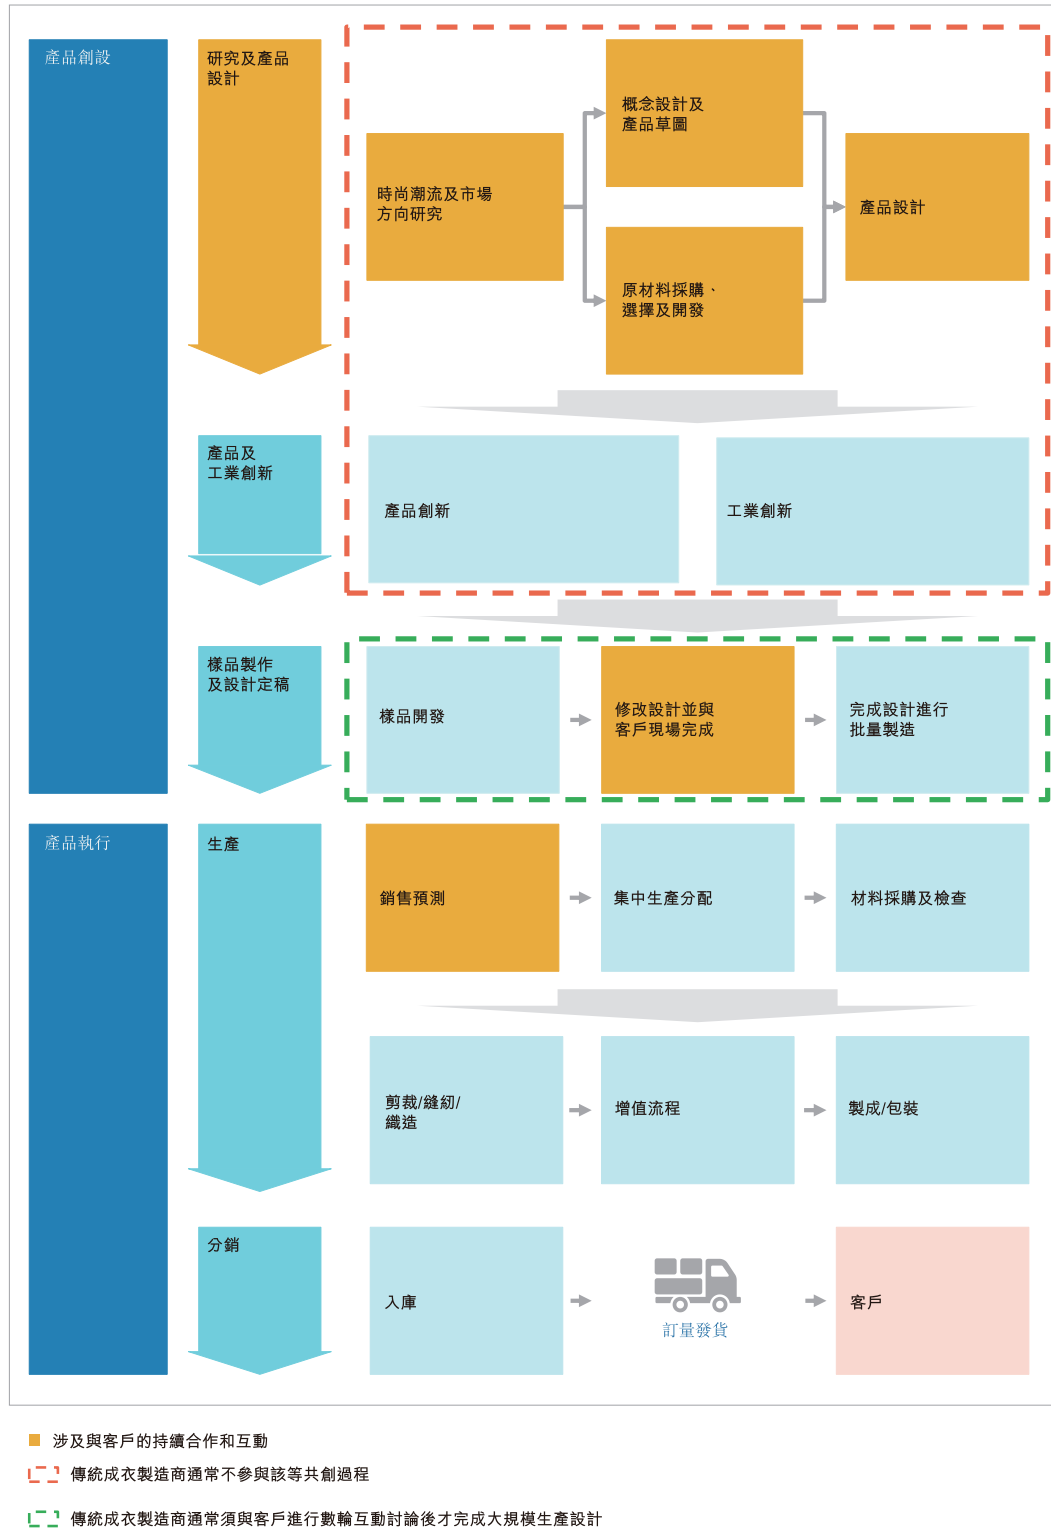 產品創設
研究及產品
設計
時尚潮流及市場
方向研究
概念設計及
產品草圖
原材料採購、
選擇及開發
產品設計
產品及
工業創新
產品創新
工業創新
樣品製作
及設計定稿
樣品開發
修改設計並與
客戶現場完成
完成設計進行
批量製造
產品執行
生產
銷售預測
集中生產分配
材料採購及檢查
剪裁/縫紉/
織造
增值流程
製成/包裝
分銷
入庫
訂量發貨
客戶
涉及與客戶的持續合作和互動
傳統成衣製造商通常不參與該等共創過程
傳統成衣製造商通常須與客戶進行數輪互動討論後才完成大規模生產設計